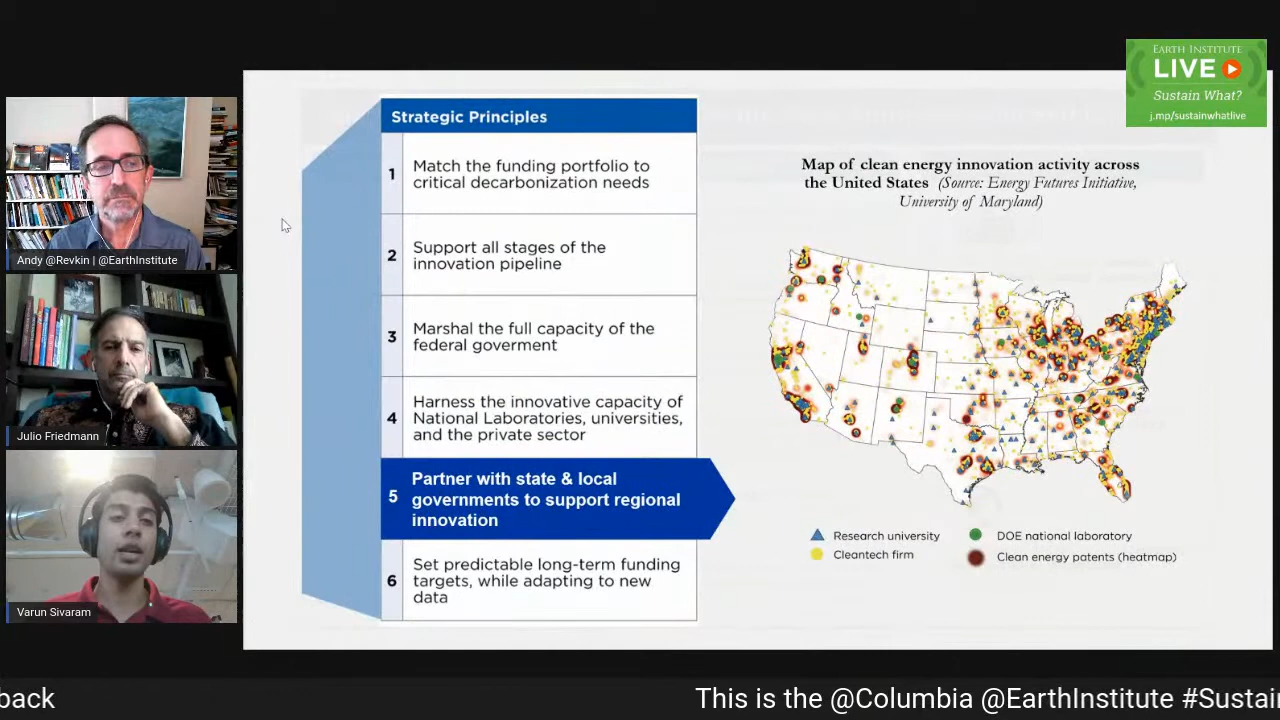 EARTH INSTITUTE
LIVE
Sustain What?
j.mp/sustainwhatlive
Andy @Revkin | @EarthInstitute
Julio Friedmann
Varun Sivaram
Strategic Principles
1
Match the funding portfolio to
critical decarbonization needs
2
Support all stages of the
innovation pipeline
3
Marshal the full capacity of the
federal goverment
4
Harness the innovative capacity of
National Laboratories, universities,
and the private sector
5
Partner with state & local
governments to support regional
innovation
6
Set predictable long-term funding
targets, while adapting to new
data
Map of clean energy innovation activity across
the United States (Source: Energy Futures Initiative,
University of Maryland)
Research university
DOE national laboratory
Cleantech firm
Clean energy patents (heatmap)
back
This is the @Columbia @EarthInstitute #Sustai